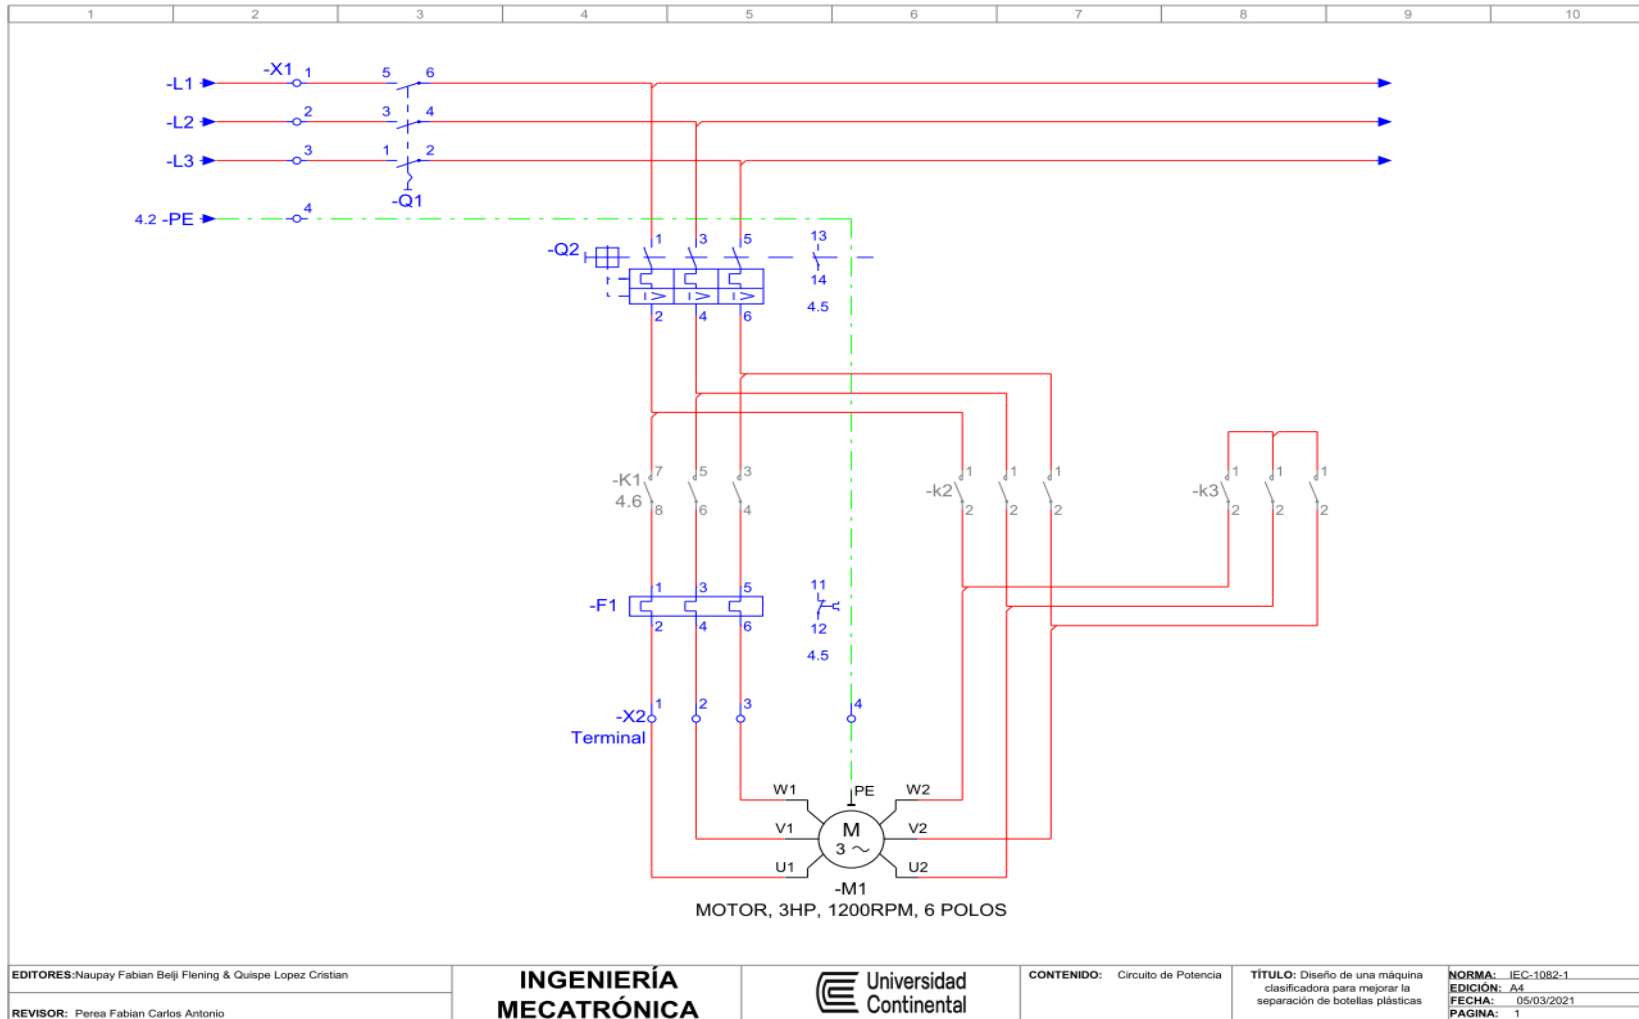 1 2 3 4 5 6 7 8 9 10
-L1 -X1 1 5 6
-L2 2 3 4
-L3 3 1 2
-Q1
4.2 -PE 4
-Q2 1 3 5 13
14
2 4 6 4.5
-K1 7 5 3 -k2 1 1 1 -k3 1 1 1
4.6 8 6 4 2 2 2 2 2 2
-F1 1 3 5 11
2 4 6 12
4.5
-X2 1 2 3 4
Terminal
W1 PE W2
V1 M V2
3 ~
U1 U2
-M1
MOTOR, 3HP, 1200RPM, 6 POLOS
EDITORES:Naupay Fabian Belji Flening & Quispe Lopez Cristian
REVISOR: Perea Fabian Carlos Antonio
INGENIERÍA
MECATRÓNICA
Universidad
Continental
CONTENIDO: Circuito de Potencia
TÍTULO: Diseño de una máquina
clasificadora para mejorar la
separación de botellas plásticas
NORMA: IEC-1082-1
EDICIÓN: A4
FECHA: 05/03/2021
PAGINA: 1